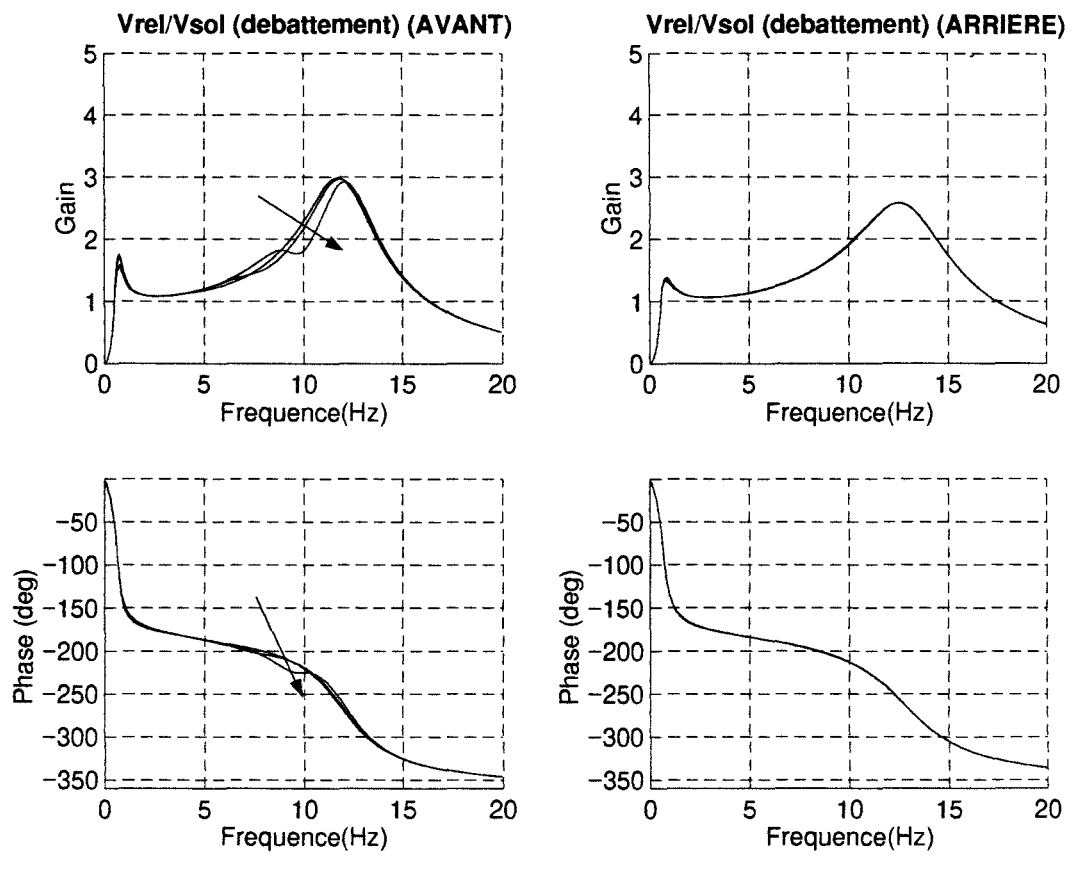 Vrel/Vsol (debattement) (AVANT)
5
4
3
2
1
0
Gain
0 5 10 15 20
Frequence(Hz)
Vrel/Vsol (debattement) (ARRIERE)
5
4
3
2
1
0
Gain
0 5 10 15 20
Frequence(Hz)
−50
−100
−150
−200
−250
−300
−350
Phase (deg)
0 5 10 15 20
Frequence(Hz)
−50
−100
−150
−200
−250
−300
−350
Phase (deg)
0 5 10 15 20
Frequence(Hz)